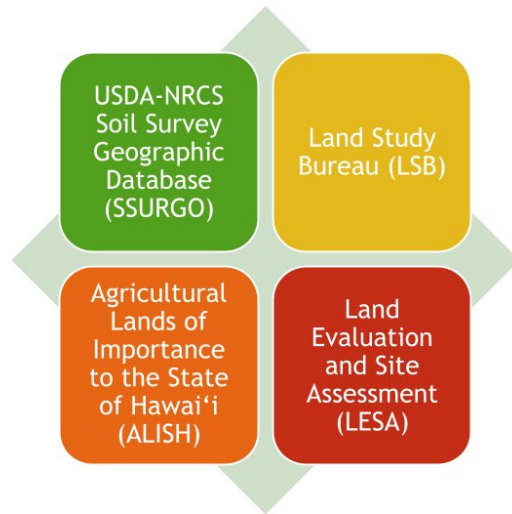 USDA-NRCS
Soil Survey
Geographic
Database
(SSURGO)
Land Study
Bureau (LSB)
Agricultural
Lands of
Importance
to the State
of Hawaiʻi
(ALISH)
Land
Evaluation
and Site
Assessment
(LESA)